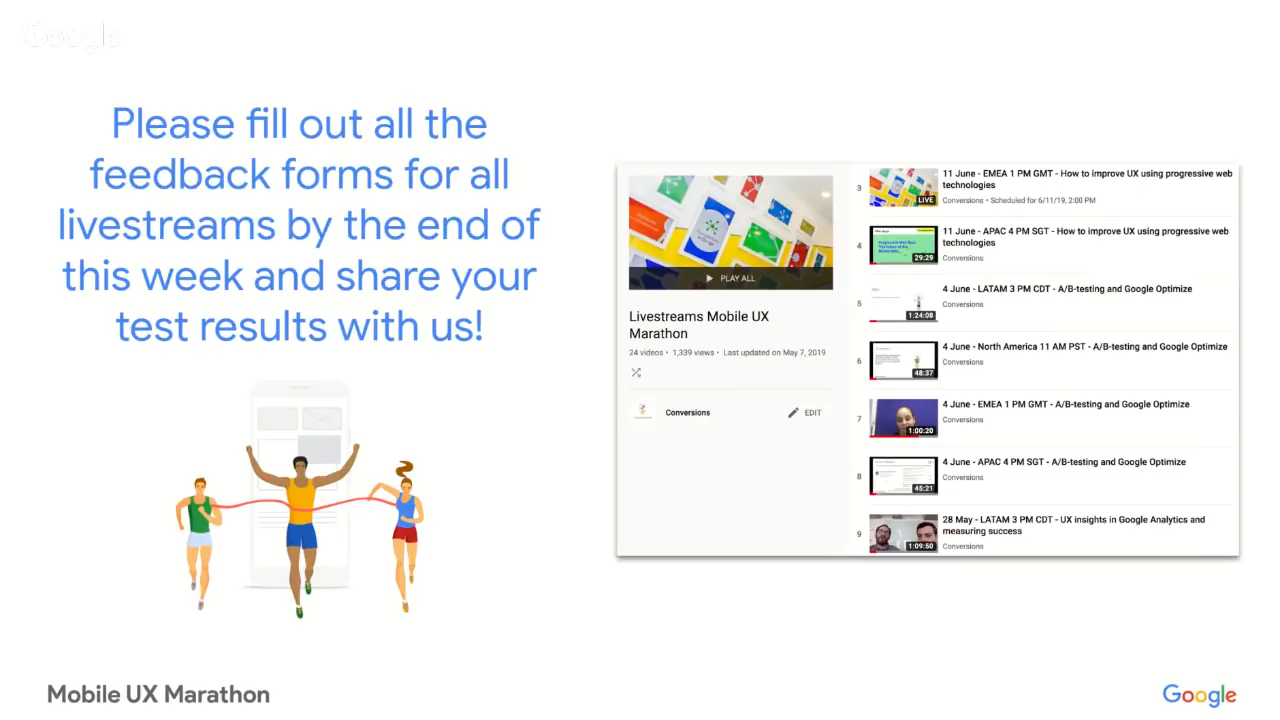 Google
Please fill out all the
feedback forms for all
livestreams by the end of
this week and share your
test results with us!
PLAY ALL
Livestreams Mobile UX
Marathon
24 videos • 1,339 views • Last updated on May 7, 2019
Conversions
EDIT
3
LIVE
11 June - EMEA 1 PM GMT - How to improve UX using progressive web
technologies
Conversions • Scheduled for 6/11/19, 2:00 PM
4
29:29
11 June - APAC 4 PM SGT - How to improve UX using progressive web
technologies
Conversions
5
1:24:08
4 June - LATAM 3 PM CDT - A/B-testing and Google Optimize
Conversions
6
48:37
4 June - North America 11 AM PST - A/B-testing and Google Optimize
Conversions
7
1:00:20
4 June - EMEA 1 PM GMT - A/B-testing and Google Optimize
Conversions
8
45:21
4 June - APAC 4 PM SGT - A/B-testing and Google Optimize
Conversions
9
1:09:50
28 May - LATAM 3 PM CDT - UX insights in Google Analytics and
measuring success
Conversions
Mobile UX Marathon
Google